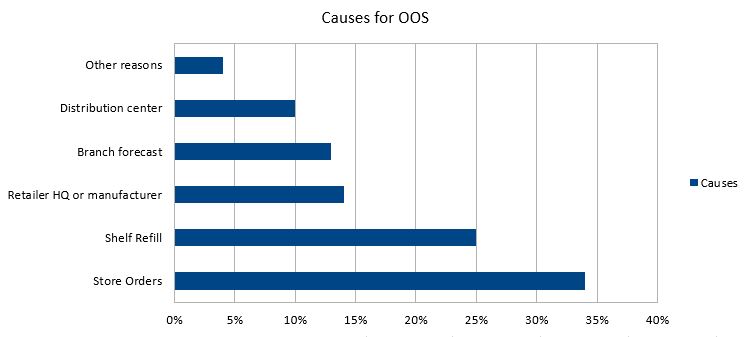 Causes for OOS
Other reasons
Distribution center
Branch forecast
Retailer HQ or manufacturer
Shelf Refill
Store Orders
0% 5% 10% 15% 20% 25% 30% 35% 40%
Causes